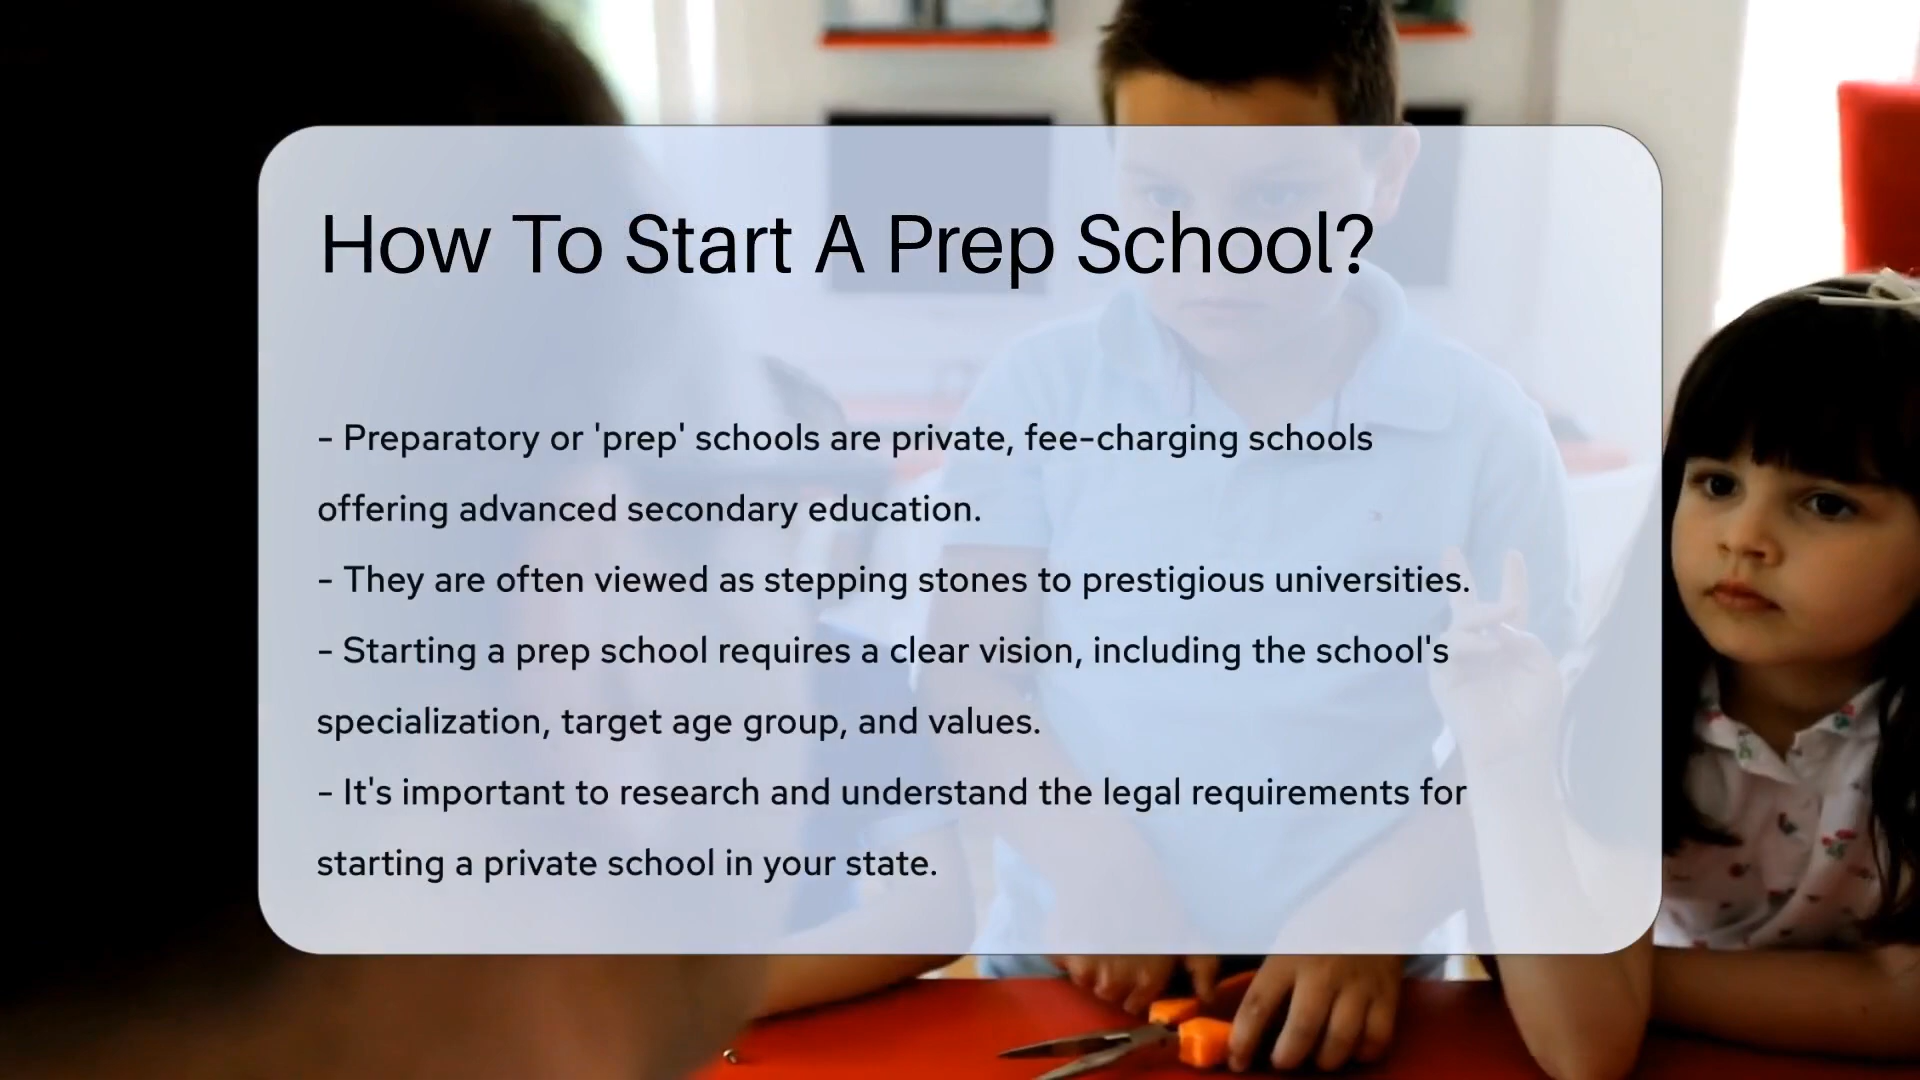 How To Start A Prep School?
- Preparatory or 'prep' schools are private, fee-charging schools
offering advanced secondary education.
- They are often viewed as stepping stones to prestigious universities.
- Starting a prep school requires a clear vision, including the school's
specialization, target age group, and values.
- It's important to research and understand the legal requirements for
starting a private school in your state.